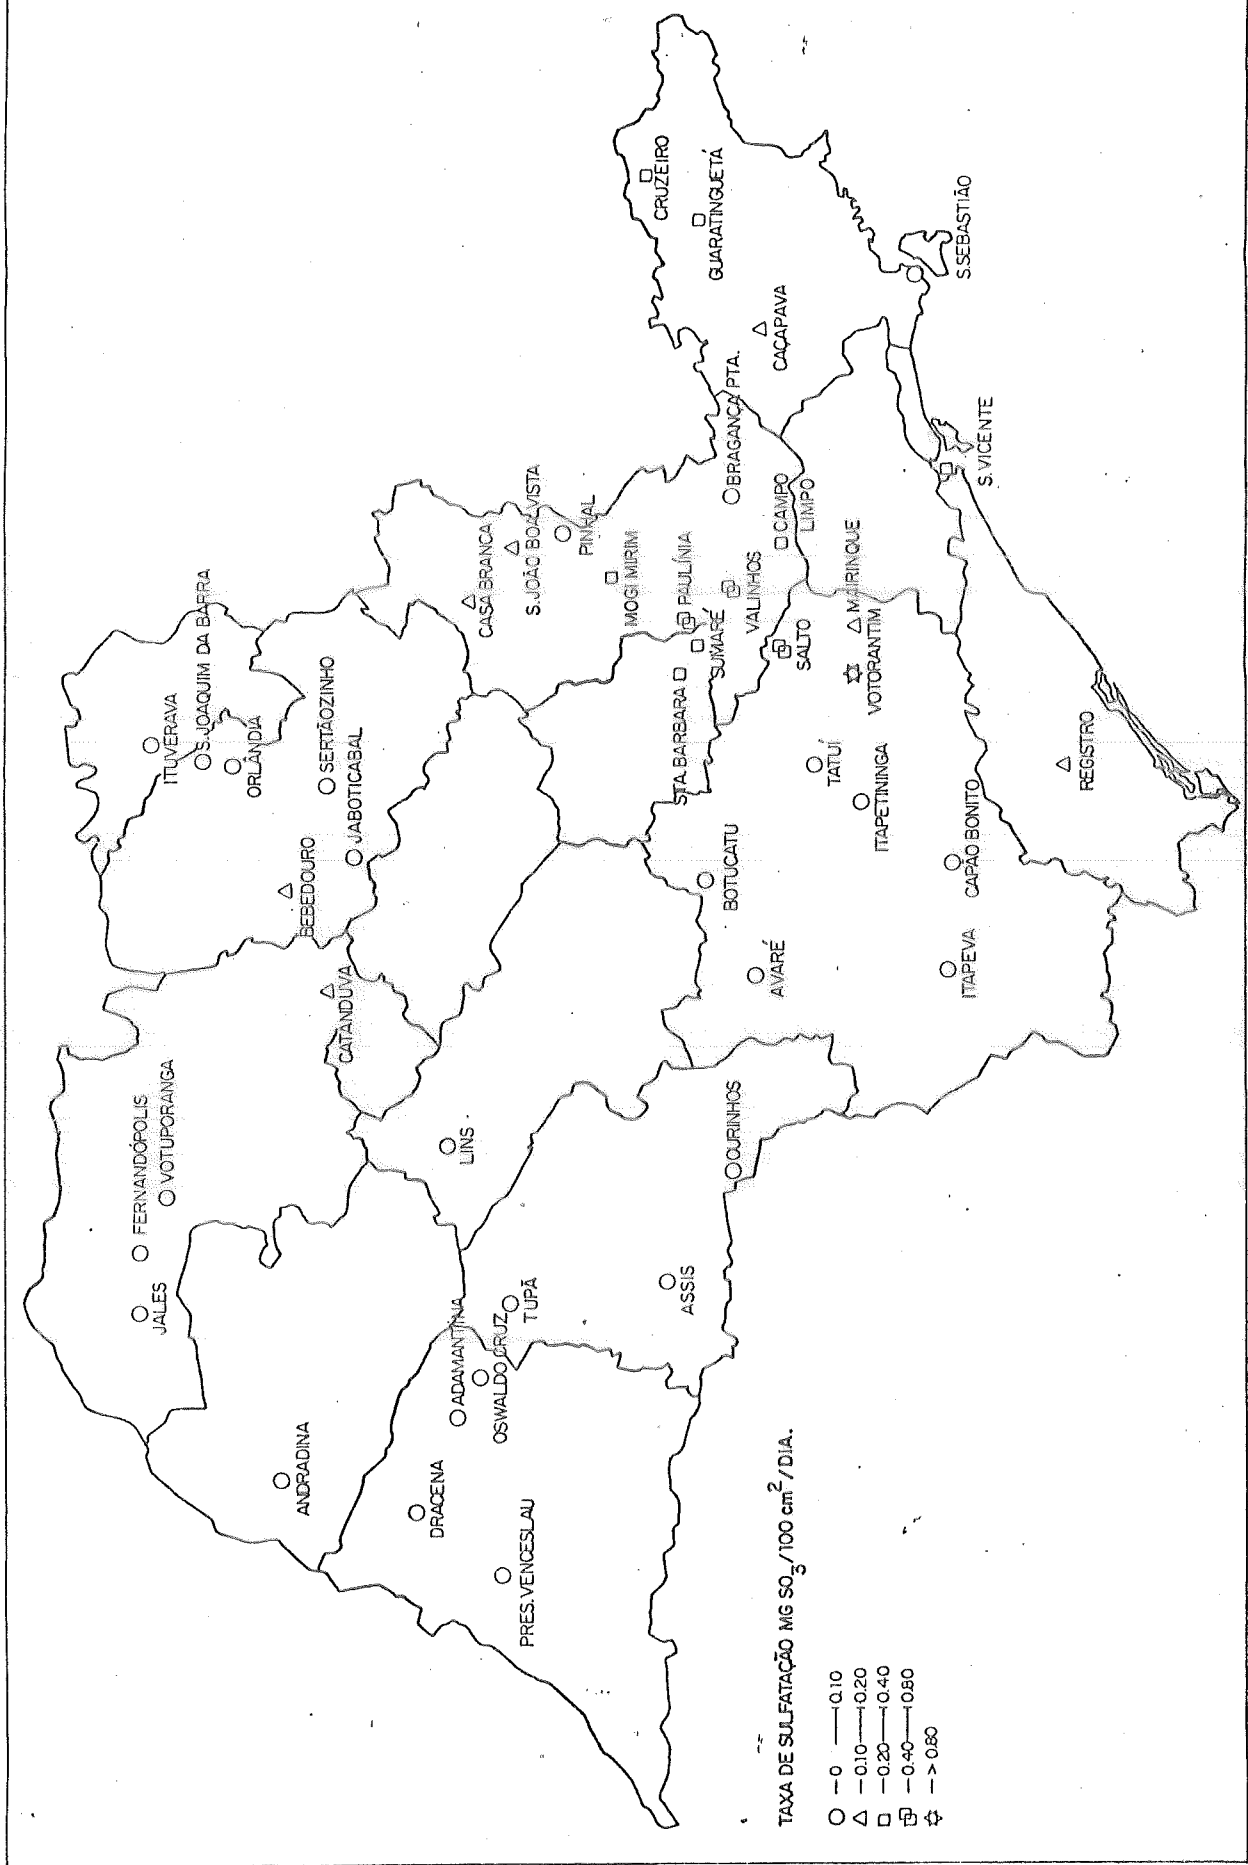 JALES
FERNANDÓPOLIS
VOTUPORANGA
ITUVERAVA
S.JOAQUIM DA BARRA
ORLÂNDIA
SERTÃOZINHO
JABOTICABAL
BEBEDOURO
CATANDUVA
ANDRADINA
LINS
ADAMANTINA
OSWALDO CRUZ
TUPÃ
DRACENA
PRES.VENCESLAU
ASSIS
OURINHOS
CASA BRANCA
S.JOÃO BOA VISTA
PINHAL
MOGI MIRIM
PAULÍNIA
SUMARÉ
STA.BARBARA
VALINHOS
CAMPO
LIMPO
BRAGANÇA PTA.
CRUZEIRO
GUARATINGUETÁ
CAÇAPAVA
S.SEBASTIÃO
S.VICENTE
SALTO
MAIRINQUE
VOTORANTIM
BOTUCATU
AVARÉ
TATUÍ
ITAPETININGA
CAPÃO BONITO
ITAPEVA
REGISTRO
TAXA DE SULFATAÇÃO MG SO3/100 cm²/DIA.
— 0 — 0.10
— 0.10 — 0.20
— 0.20 — 0.40
— 0.40 — 0.80
— > 0.80